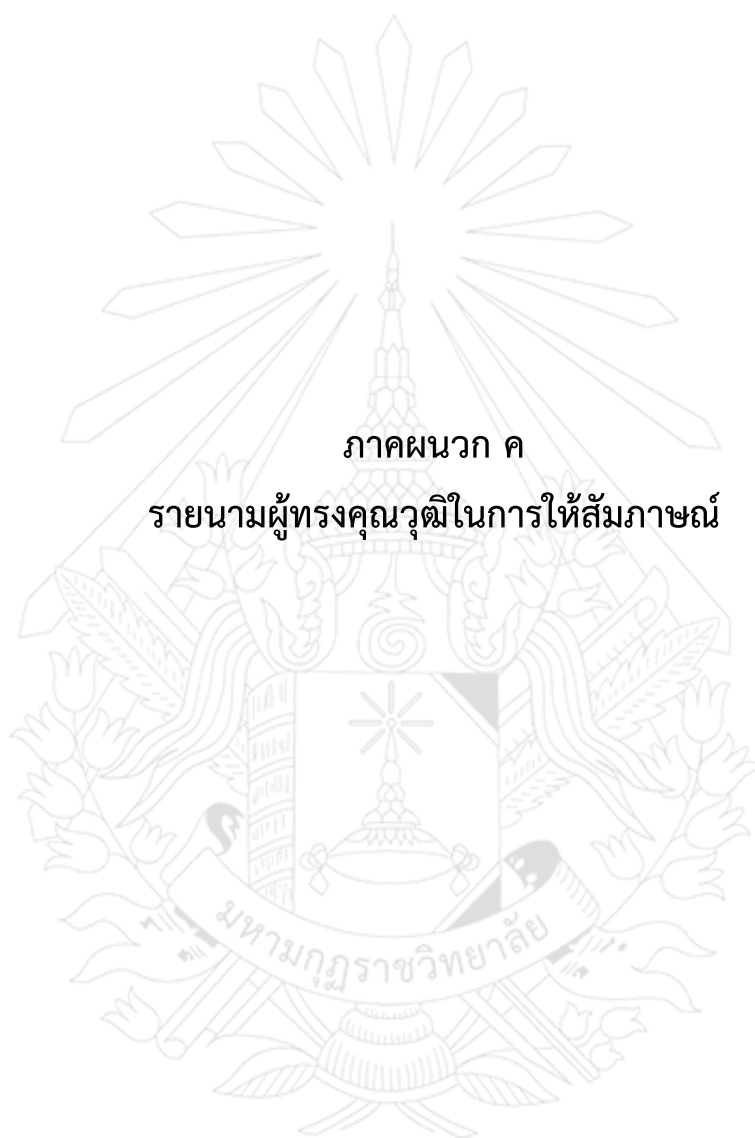 ภาคผนวก ค
รายนามผู้ทรงคุณวุฒิในการให้สัมภาษณ์
มหามกุฏราชวิทยาลัย